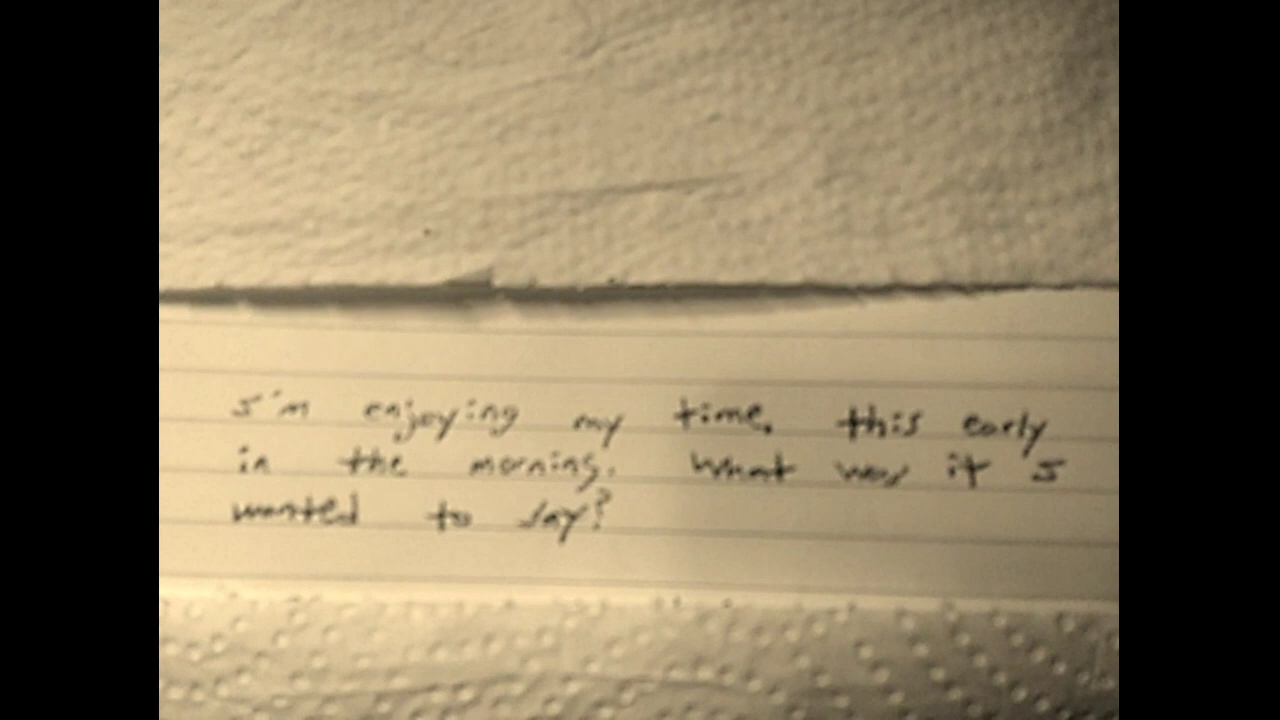 I'm enjoying my time, this early
in the morning. What was it I
wanted to say?